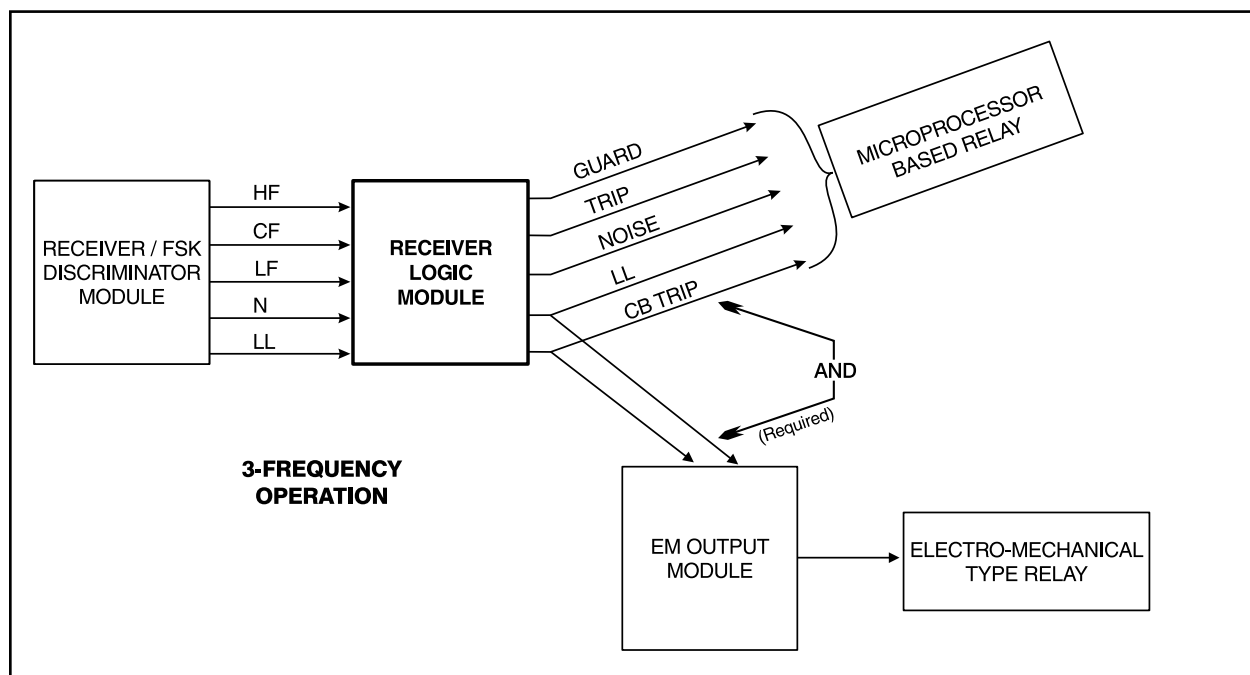 RECEIVER / FSK
DISCRIMINATOR
MODULE
HF
CF
LF
N
LL
RECEIVER
LOGIC
MODULE
GUARD
TRIP
NOISE
LL
CB TRIP
MICROPROCESSOR
BASED RELAY
AND
(Required)
3-FREQUENCY
OPERATION
EM OUTPUT
MODULE
ELECTRO-MECHANICAL
TYPE RELAY